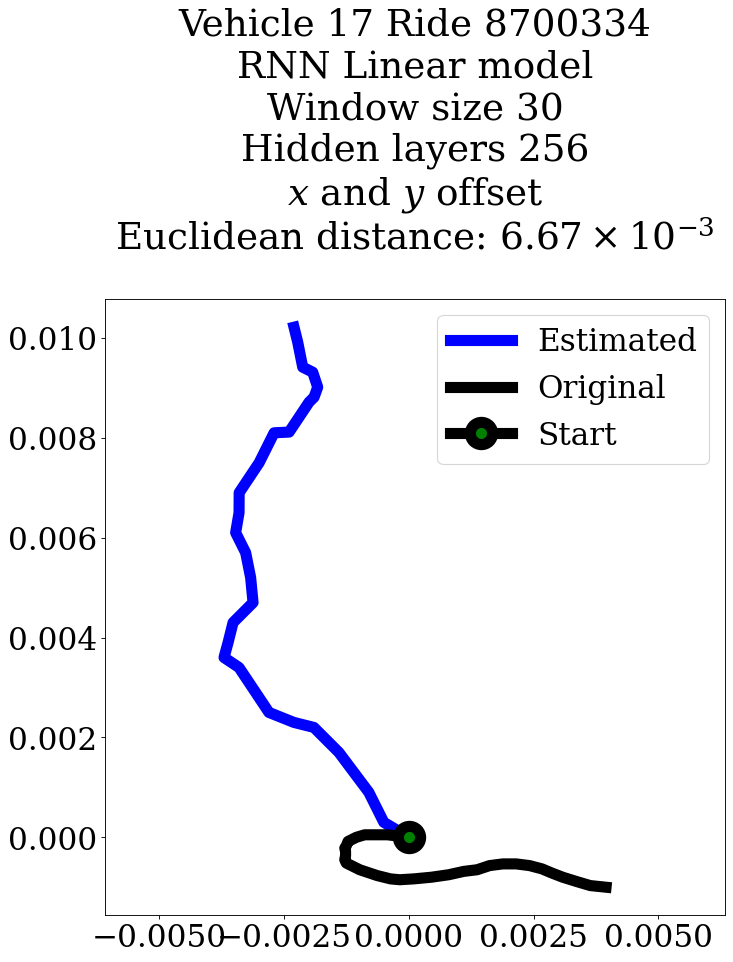 Vehicle 17 Ride 8700334
RNN Linear model
Window size 30
Hidden layers 256
x and y offset
Euclidean distance: 6.67 × 10⁻³
Estimated
Original
Start
0.010
0.008
0.006
0.004
0.002
0.000
−0.0050 −0.0025 0.0000 0.0025 0.0050